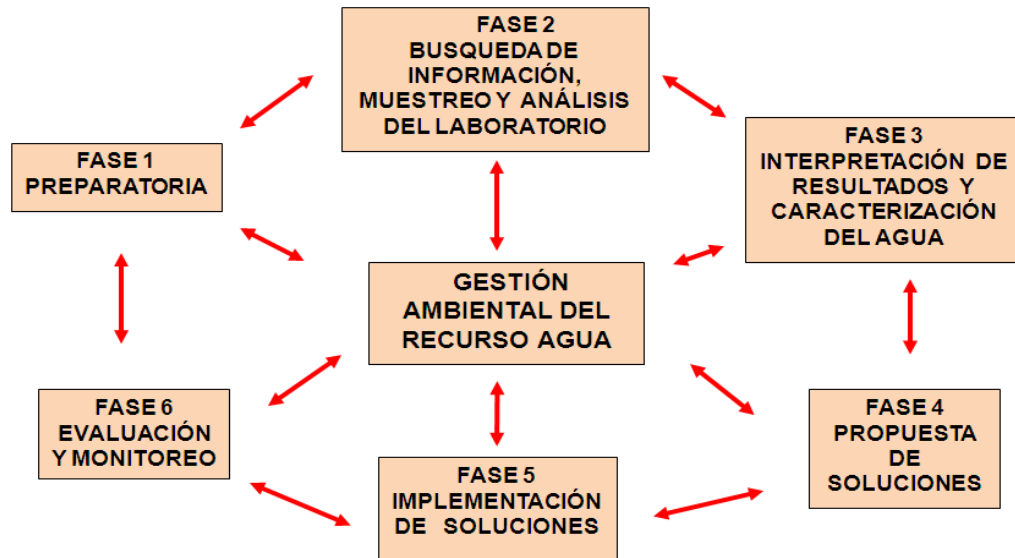 FASE 2
BUSQUEDA DE
INFORMACIÓN,
MUESTREO Y ANÁLISIS
DEL LABORATORIO
FASE 1
PREPARATORIA
FASE 3
INTERPRETACIÓN DE
RESULTADOS Y
CARACTERIZACIÓN
DEL AGUA
GESTIÓN
AMBIENTAL DEL
RECURSO AGUA
FASE 6
EVALUACIÓN
Y MONITOREO
FASE 5
IMPLEMENTACIÓN
DE SOLUCIONES
FASE 4
PROPUESTA
DE
SOLUCIONES